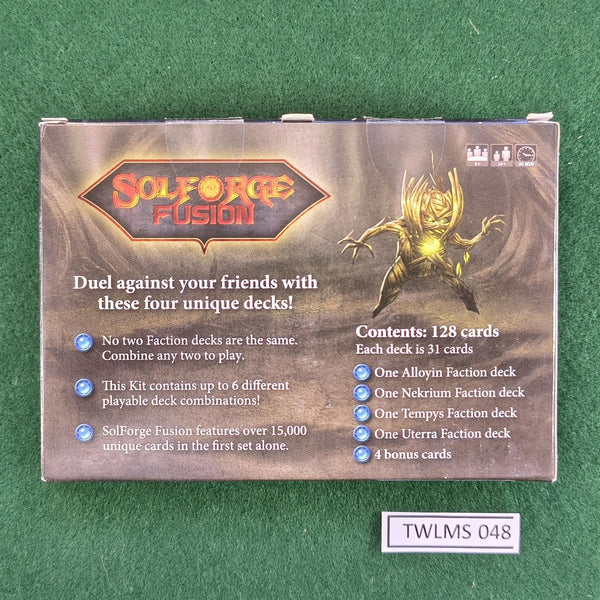 SOLFORGE
FUSION
Duel against your friends with
these four unique decks!
No two Faction decks are the same.
Combine any two to play.
This Kit contains up to 6 different
playable deck combinations!
SolForge Fusion features over 15,000
unique cards in the first set alone.
Contents: 128 cards
Each deck is 31 cards
One Alloyin Faction deck
One Nekrium Faction deck
One Tempys Faction deck
One Uterra Faction deck
4 bonus cards
TWLMS 048